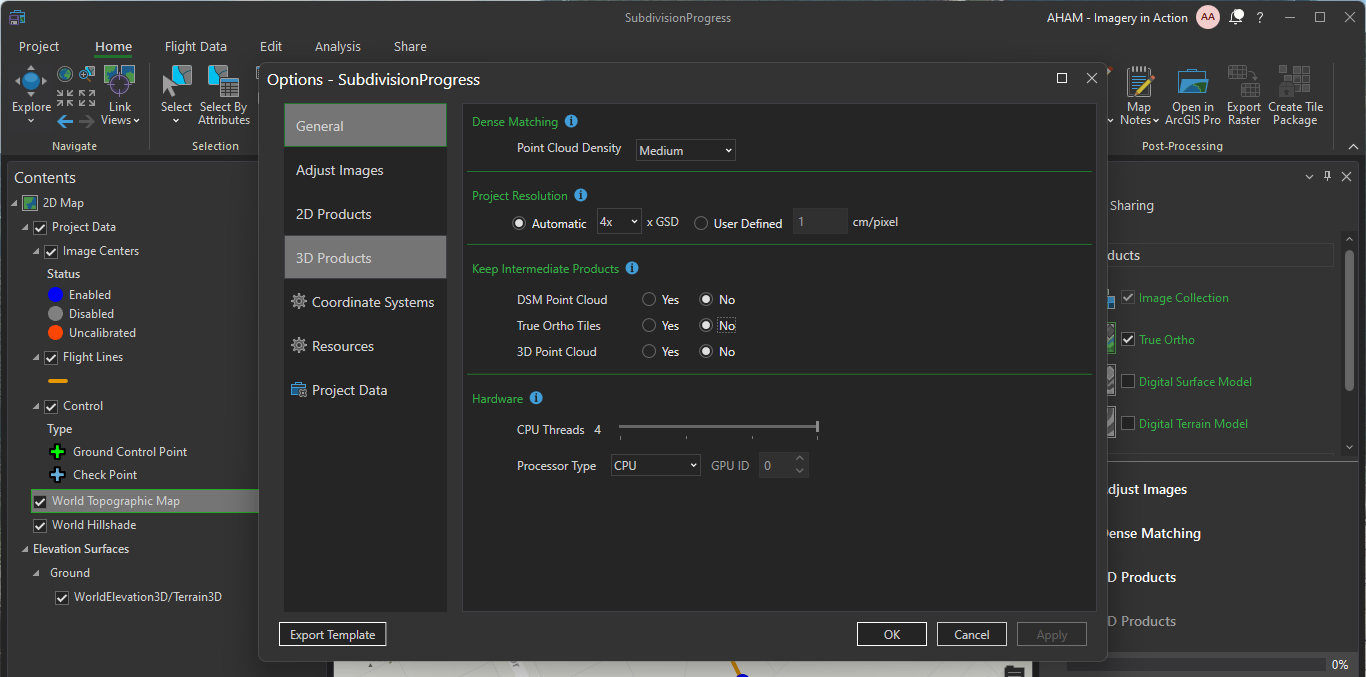 SubdivisionProgress
AHAM - Imagery in Action
AA
?
Project
Home
Flight Data
Edit
Analysis
Share
Explore
Link
Views
Navigate
Select
Select By
Attributes
Selection
Map
Notes
Open in
ArcGIS Pro
Export
Raster
Create Tile
Package
Post-Processing
Contents
2D Map
Project Data
Image Centers
Status
Enabled
Disabled
Uncalibrated
Flight Lines
Control
Type
Ground Control Point
Check Point
World Topographic Map
World Hillshade
Elevation Surfaces
Ground
WorldElevation3D/Terrain3D
Options - SubdivisionProgress
General
Adjust Images
2D Products
3D Products
Coordinate Systems
Resources
Project Data
Dense Matching
Point Cloud Density Medium
Project Resolution
Automatic 4x x GSD User Defined 1 cm/pixel
Keep Intermediate Products
DSM Point Cloud Yes No
True Ortho Tiles Yes No
3D Point Cloud Yes No
Hardware
CPU Threads 4
Processor Type CPU GPU ID 0
Export Template
OK
Cancel
Apply
Sharing
ducts
Image Collection
True Ortho
Digital Surface Model
Digital Terrain Model
djust Images
ense Matching
D Products
D Products
0%